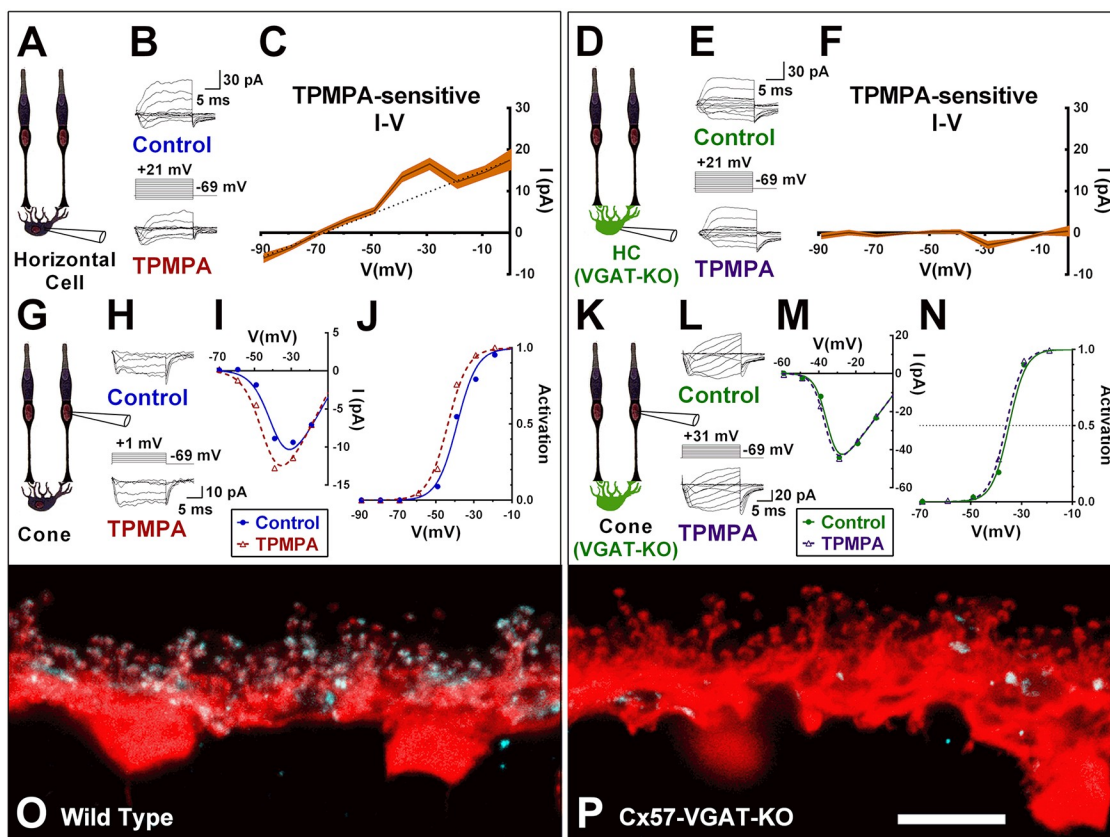 A
B
C
30 pA
5 ms
TPMPA-sensitive
I-V
Control
+21 mV
-69 mV
TPMPA
Horizontal
Cell
30
20
10
0
-10
I (pA)
-90
-70
-50
-30
-10
V(mV)
D
E
F
30 pA
5 ms
TPMPA-sensitive
I-V
Control
+21 mV
-69 mV
TPMPA
HC
(VGAT-KO)
30
20
10
0
-10
I (pA)
-90
-70
-50
-30
-10
V(mV)
G
H
I
J
V(mV)
-70
-50
-30
-10
5
0
-5
-10
-15
I (pA)
Control
+1 mV
-69 mV
10 pA
5 ms
TPMPA
Cone
Control
TPMPA
1.0
0.5
0.0
Activation
-90
-70
-50
-30
-10
V(mV)
K
L
M
N
V(mV)
-60
-40
-20
20
0
-20
-40
-60
I (pA)
Control
+31 mV
-69 mV
20 pA
5 ms
TPMPA
Cone
(VGAT-KO)
Control
TPMPA
1.0
0.5
0.0
Activation
-70
-50
-30
-10
V(mV)
O Wild Type
P Cx57-VGAT-KO